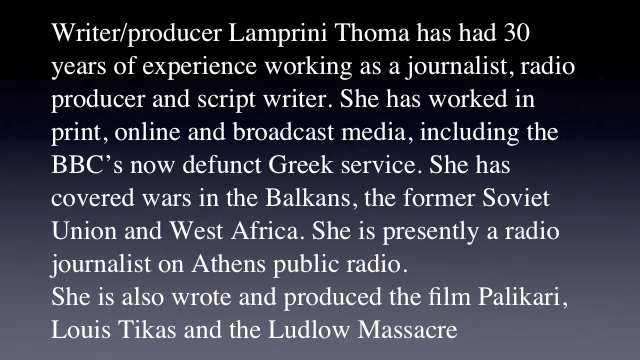 Writer/producer Lamprini Thoma has had 30
years of experience working as a journalist, radio
producer and script writer. She has worked in
print, online and broadcast media, including the
BBC’s now defunct Greek service. She has
covered wars in the Balkans, the former Soviet
Union and West Africa. She is presently a radio
journalist on Athens public radio.
She is also wrote and produced the film Palikari,
Louis Tikas and the Ludlow Massacre